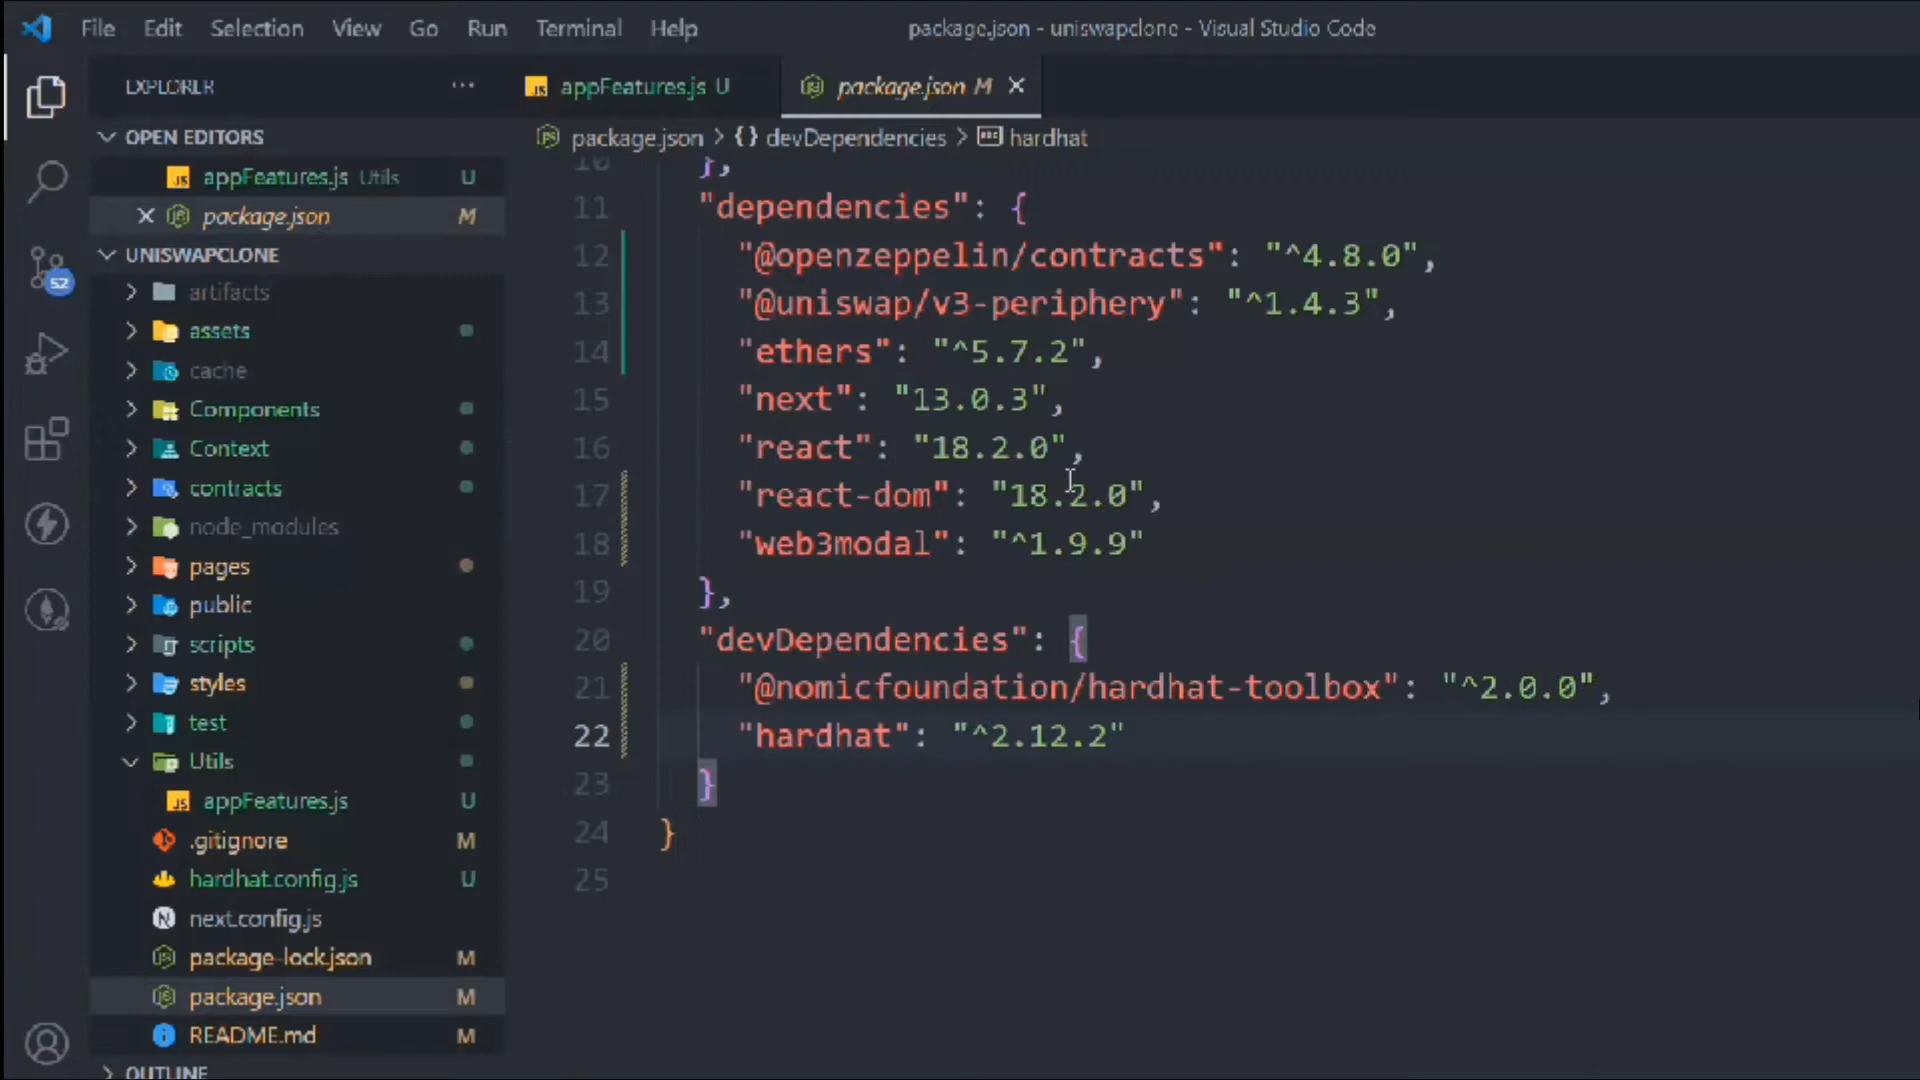 File Edit Selection View Go Run Terminal Help
package.json - uniswapclone - Visual Studio Code
EXPLORER ···
appFeatures.js U
package.json M
OPEN EDITORS
appFeatures.js Utils U
package.json M
UNISWAPCLONE
artifacts
assets
cache
Components
Context
contracts
node_modules
pages
public
scripts
styles
test
Utils
appFeatures.js U
.gitignore M
hardhat.config.js U
next.config.js
package-lock.json M
package.json M
README.md M
OUTLINE
52
package.json > {} devDependencies > hardhat
10 },
11 "dependencies": {
12 "@openzeppelin/contracts": "^4.8.0",
13 "@uniswap/v3-periphery": "^1.4.3",
14 "ethers": "^5.7.2",
15 "next": "13.0.3",
16 "react": "18.2.0",
17 "react-dom": "18.2.0",
18 "web3modal": "^1.9.9"
19 },
20 "devDependencies": {
21 "@nomicfoundation/hardhat-toolbox": "^2.0.0",
22 "hardhat": "^2.12.2"
23 }
24 }
25